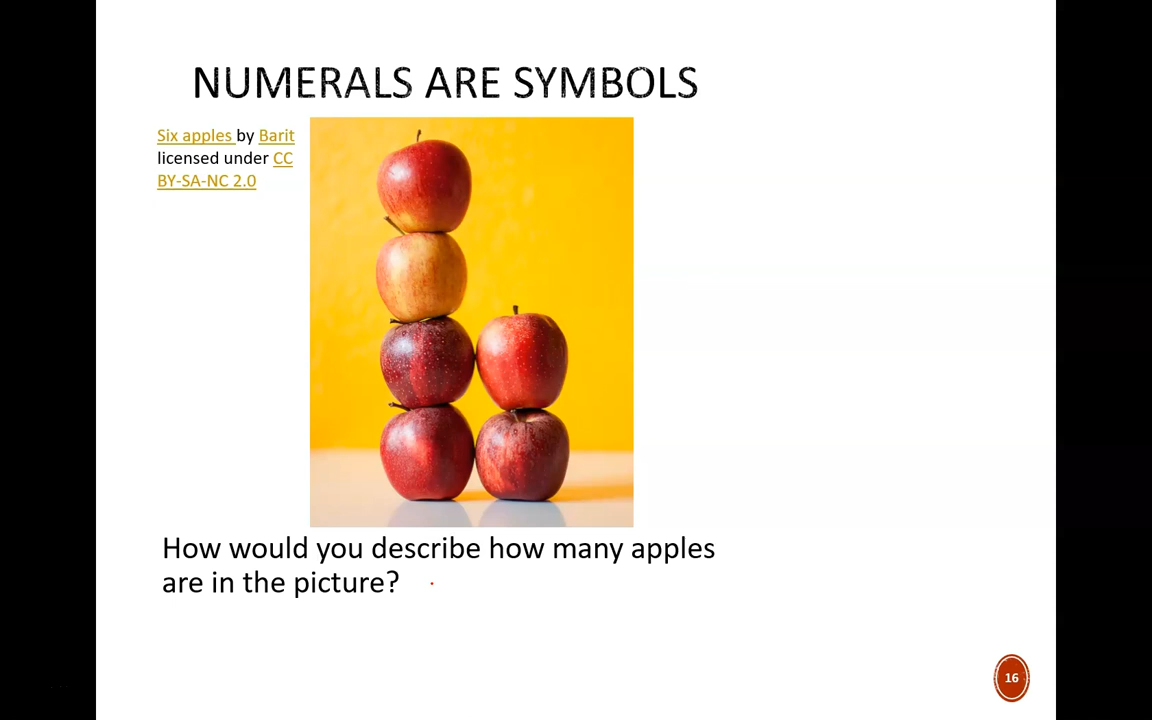 NUMERALS ARE SYMBOLS
Six apples by Barit
licensed under CC
BY-SA-NC 2.0
How would you describe how many apples
are in the picture?
16